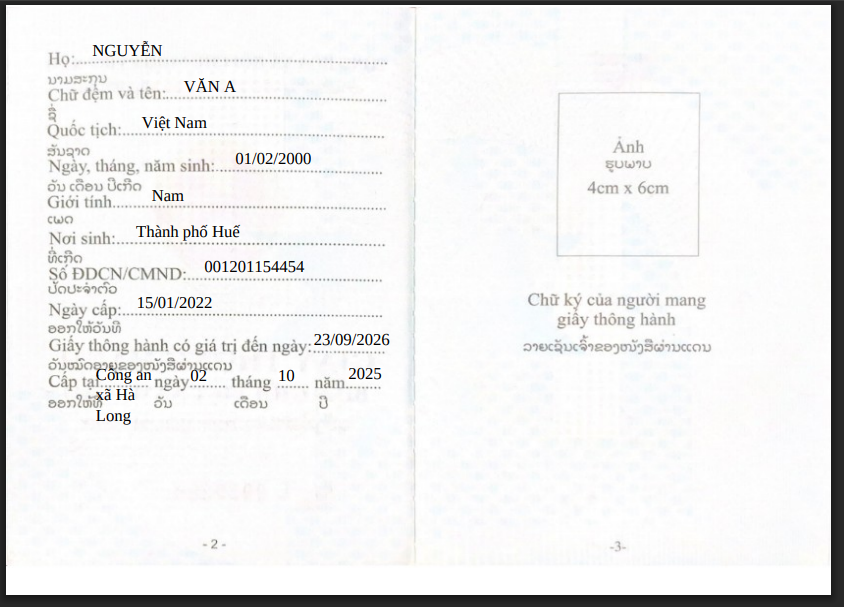 Họ: NGUYỄN
ນາມສະກຸນ
Chữ đệm và tên: VĂN A
ຊື່
Quốc tịch: Việt Nam
ສັນຊາດ
Ngày, tháng, năm sinh: 01/02/2000
ວັນ ເດືອນ ປີເກີດ
Giới tính Nam
ເພດ
Nơi sinh: Thành phố Huế
ທີ່ເກີດ
Số ĐDCN/CMND: 001201154454
ບັດປະຈຳຕົວ
Ngày cấp: 15/01/2022
ອອກໃຫ້ວັນທີ
Giấy thông hành có giá trị đến ngày: 23/09/2026
ວັນໝົດອາຍຸຂອງໜັງສືຜ່ານແດນ
Cấp tại Công an xã Hà Long ngày 02 tháng 10 năm 2025
ອອກໃຫ້ທີ່ ວັນ ເດືອນ ປີ
- 2 -
Ảnh
ຮູບພາບ
4cm x 6cm
Chữ ký của người mang
giấy thông hành
ລາຍເຊັນເຈົ້າຂອງໜັງສືຜ່ານແດນ
-3-